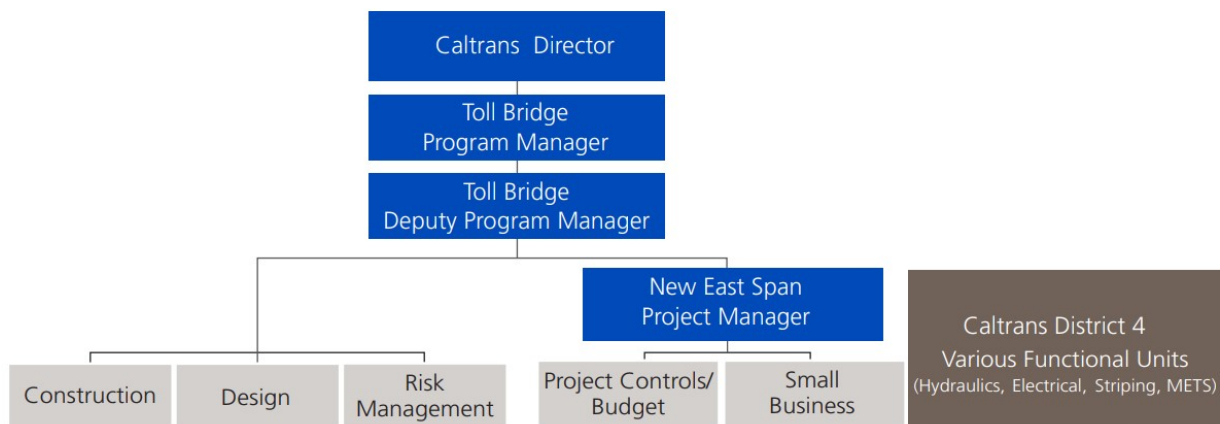 Caltrans Director
Toll Bridge
Program Manager
Toll Bridge
Deputy Program Manager
New East Span
Project Manager
Caltrans District 4
Various Functional Units
(Hydraulics, Electrical, Striping, METS)
Construction
Design
Risk
Management
Project Controls/
Budget
Small
Business